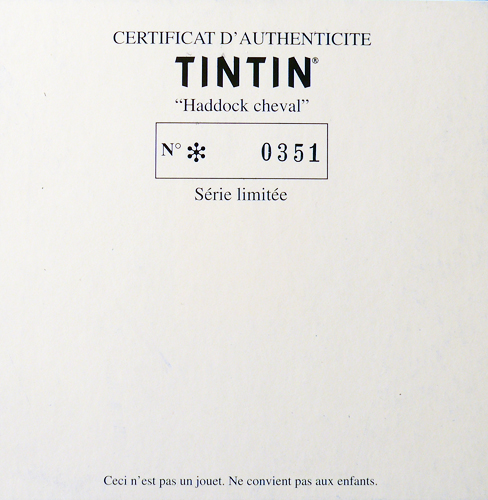 CERTIFICAT D'AUTHENTICITE
TINTIN®
“Haddock cheval”
N° * 0351
Série limitée
Ceci n'est pas un jouet. Ne convient pas aux enfants.